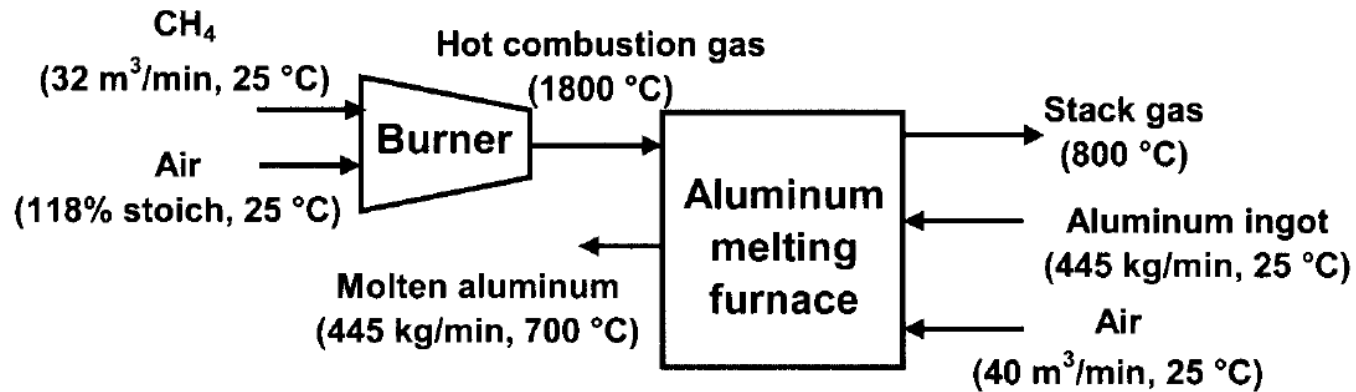 CH₄
(32 m³/min, 25 °C)
Air
(118% stoich, 25 °C)
Burner
Hot combustion gas
(1800 °C)
Stack gas
(800 °C)
Aluminum
melting
furnace
Aluminum ingot
(445 kg/min, 25 °C)
Molten aluminum
(445 kg/min, 700 °C)
Air
(40 m³/min, 25 °C)